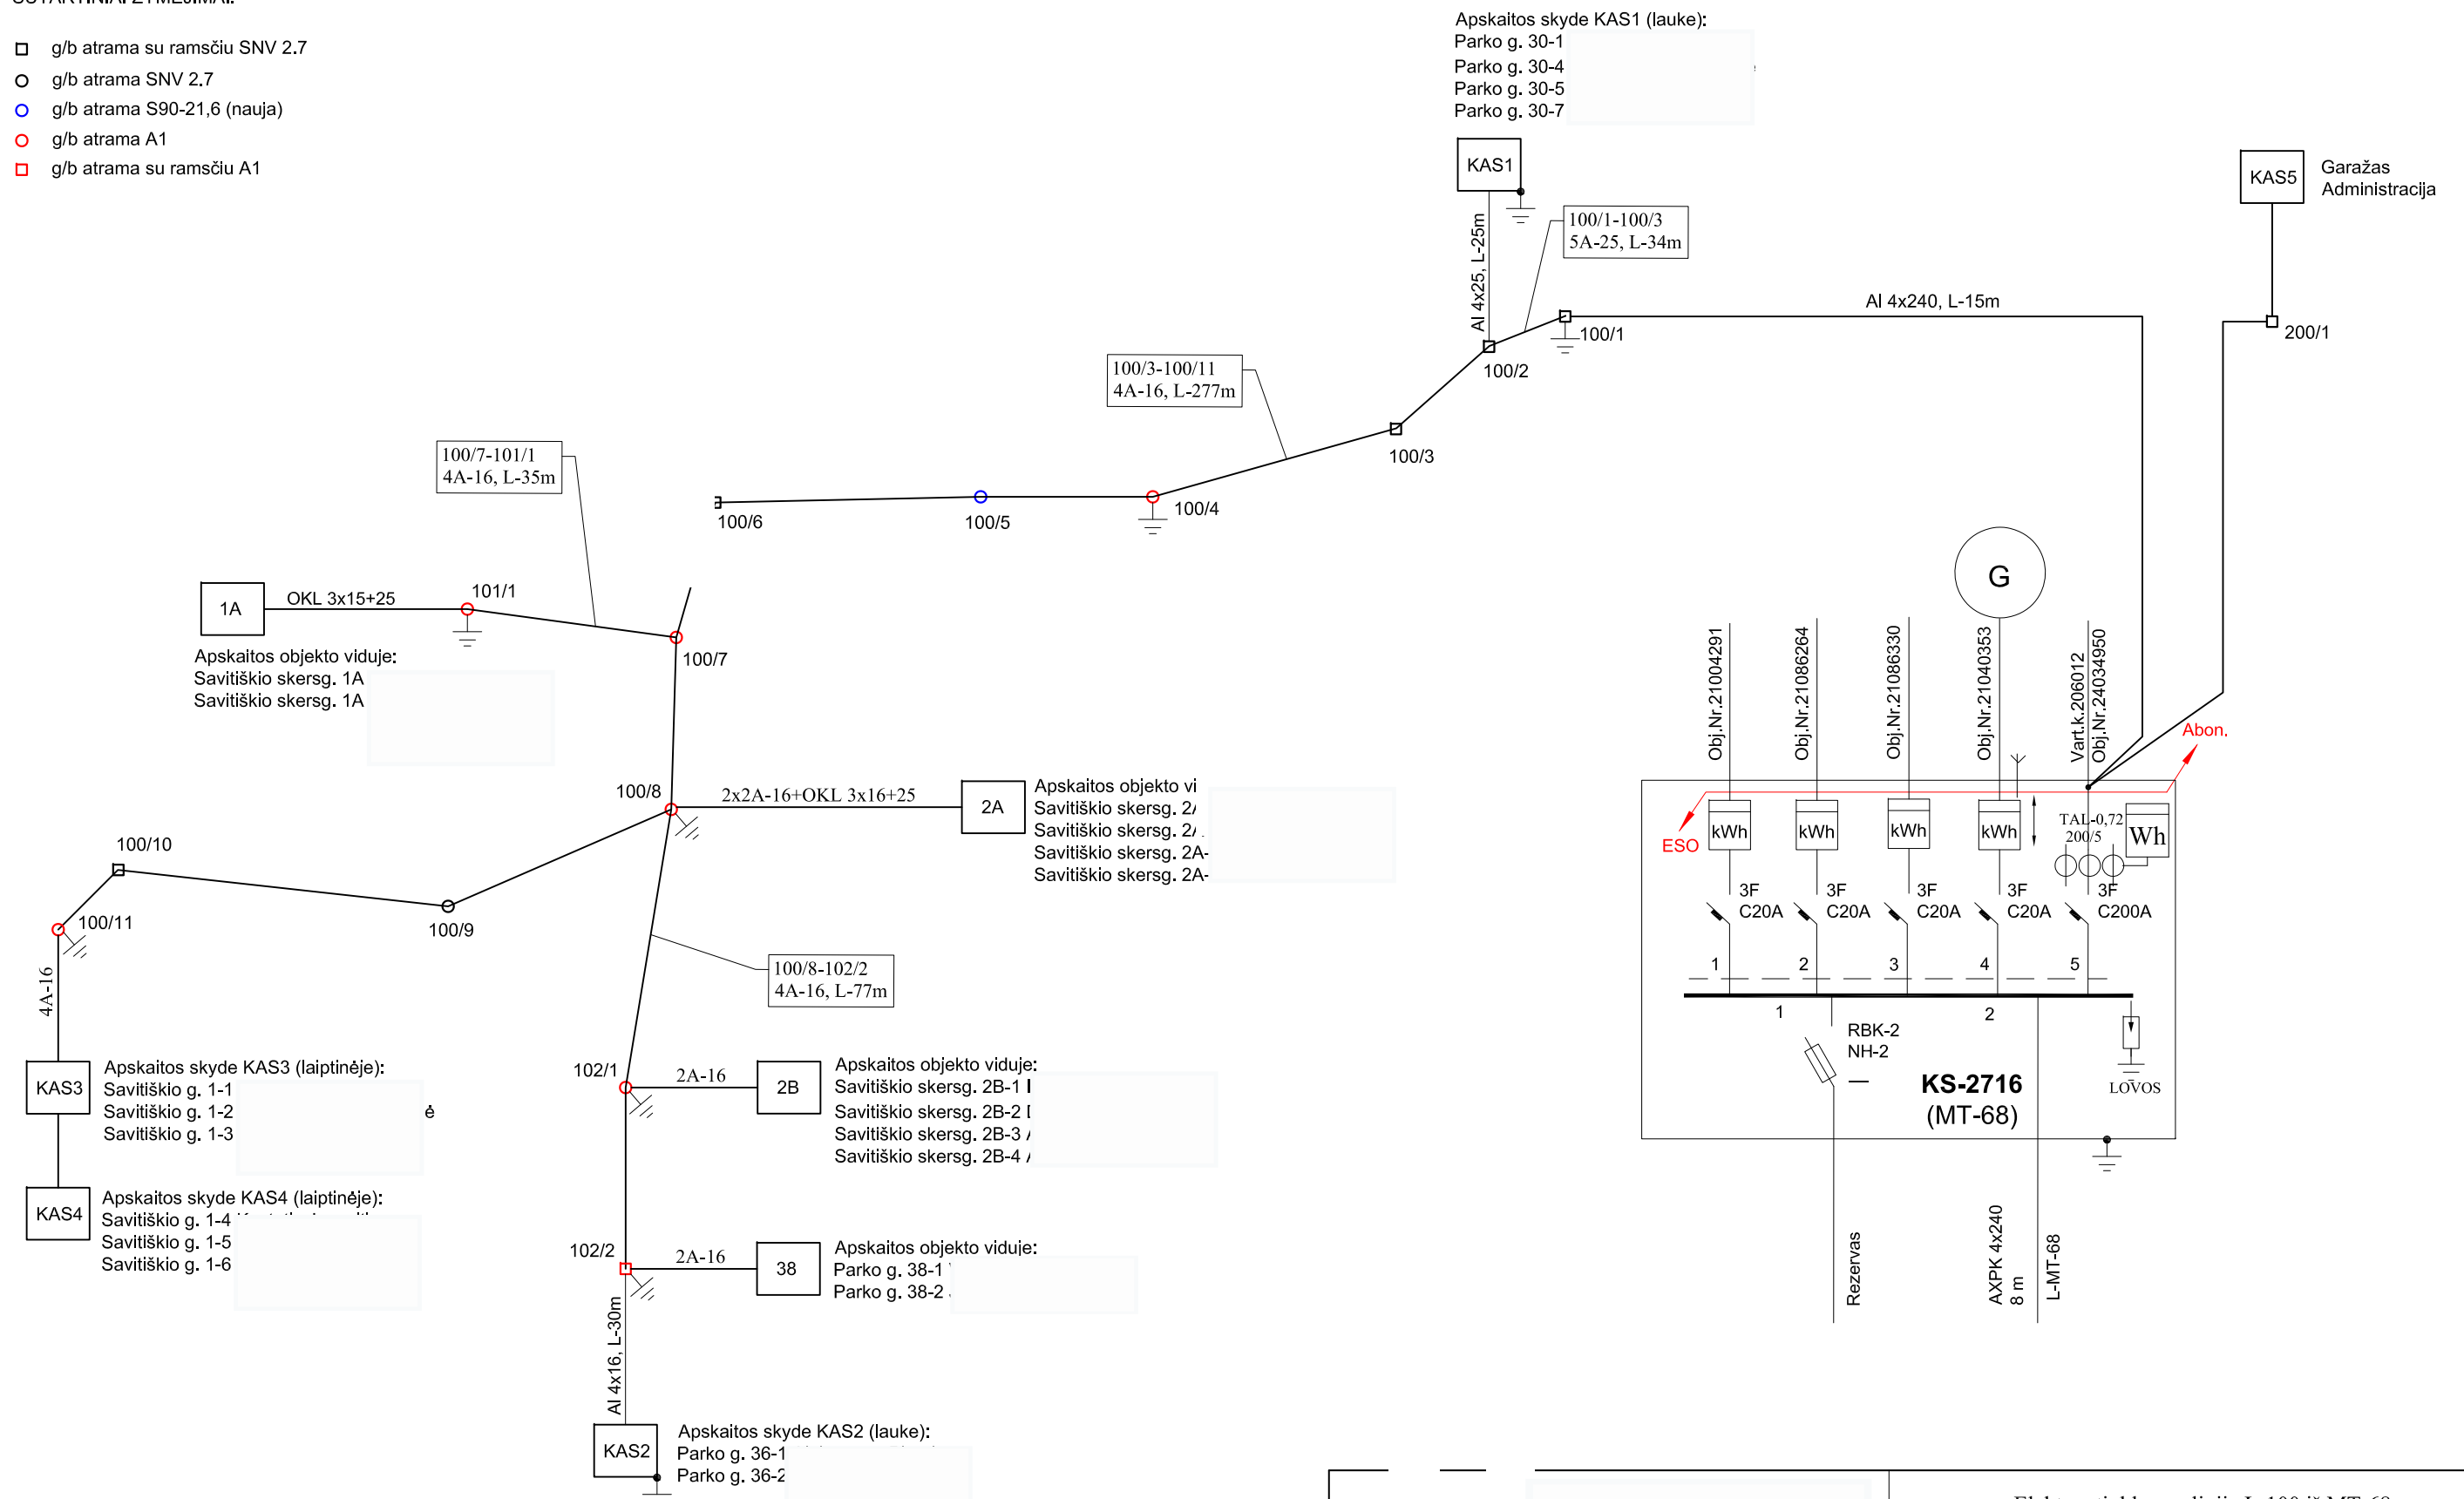 g/b atrama su ramsčiu SNV 2.7
g/b atrama SNV 2.7
g/b atrama S90-21,6 (nauja)
g/b atrama A1
g/b atrama su ramsčiu A1
Apskaitos skyde KAS1 (lauke):
Parko g. 30-1
Parko g. 30-4
Parko g. 30-5
Parko g. 30-7
KAS1
KAS5
Garažas
Administracija
Al 4x25, L-25m
100/1-100/3
5A-25, L-34m
Al 4x240, L-15m
100/1
200/1
100/2
100/3-100/11
4A-16, L-277m
100/3
100/7-101/1
4A-16, L-35m
100/6
100/5
100/4
G
1A
OKL 3x15+25
101/1
100/7
Apskaitos objekto viduje:
Savitiškio skersg. 1A
Savitiškio skersg. 1A
Obj.Nr.21004291
Obj.Nr.21086264
Obj.Nr.21086330
Obj.Nr.21040353
Vart.k.206012
Obj.Nr.24034950
Abon.
ESO
100/8
2x2A-16+OKL 3x16+25
2A
Apskaitos objekto vi
Savitiškio skersg. 2
Savitiškio skersg. 2
Savitiškio skersg. 2A-
Savitiškio skersg. 2A-
kWh
kWh
kWh
kWh
TAL-0,72
200/5
Wh
3F
C20A
3F
C20A
3F
C20A
3F
C20A
3F
C200A
100/10
100/11
100/9
4A-16
100/8-102/2
4A-16, L-77m
1
2
3
4
5
1
2
RBK-2
NH-2
KS-2716
(MT-68)
LOVOS
KAS3
Apskaitos skyde KAS3 (laiptinėje):
Savitiškio g. 1-1
Savitiškio g. 1-2 ė
Savitiškio g. 1-3
102/1
2A-16
2B
Apskaitos objekto viduje:
Savitiškio skersg. 2B-1
Savitiškio skersg. 2B-2
Savitiškio skersg. 2B-3
Savitiškio skersg. 2B-4
KAS4
Apskaitos skyde KAS4 (laiptinėje):
Savitiškio g. 1-4
Savitiškio g. 1-5
Savitiškio g. 1-6
102/2
2A-16
38
Apskaitos objekto viduje:
Parko g. 38-1
Parko g. 38-2
Rezervas
AXPK 4x240
8 m
L-MT-68
Al 4x16, L-30m
KAS2
Apskaitos skyde KAS2 (lauke):
Parko g. 36-1
Parko g. 36-2